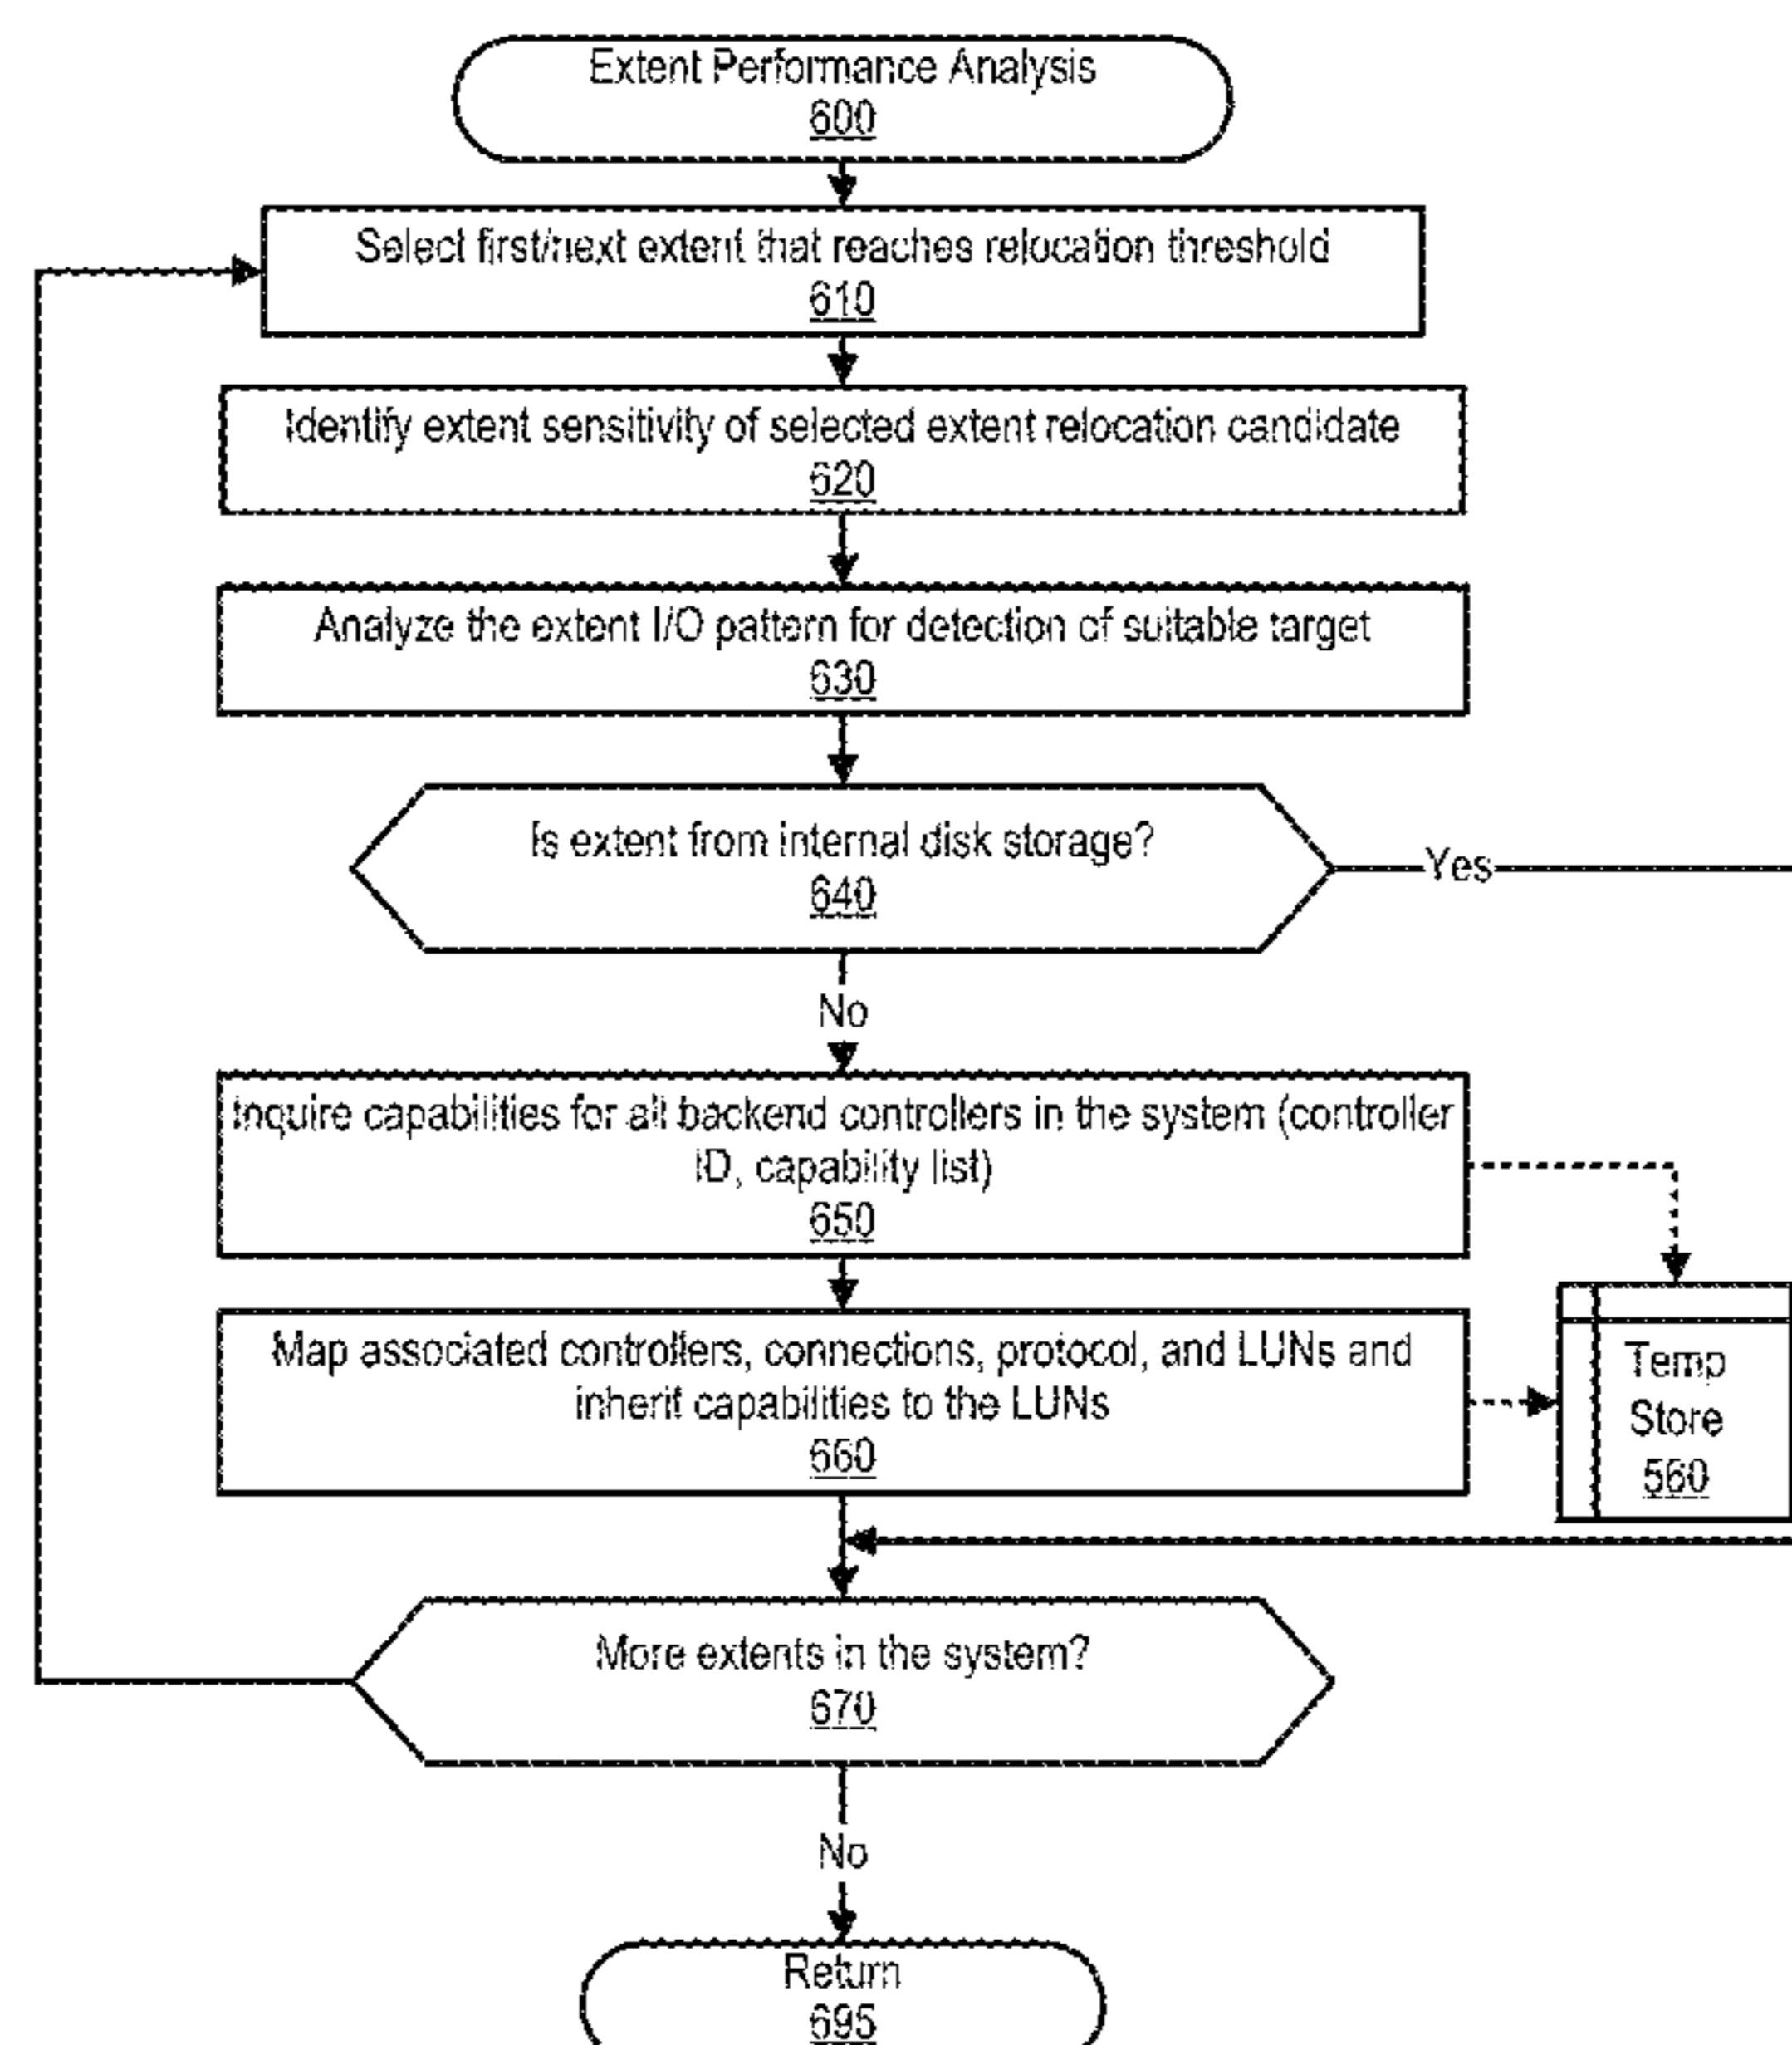 Extent Performance Analysis
600
Select first/next extent that reaches relocation threshold
610
Identify extent sensitivity of selected extent relocation candidate
620
Analyze the extent I/O pattern for detection of suitable target
630
Is extent from internal disk storage?
640
Yes
No
Inquire capabilities for all backend controllers in the system (controller
ID, capability list)
650
Map associated controllers, connections, protocol, and LUNs and
inherit capabilities to the LUNs
660
Temp
Store
560
More extents in the system?
670
No
Return
695